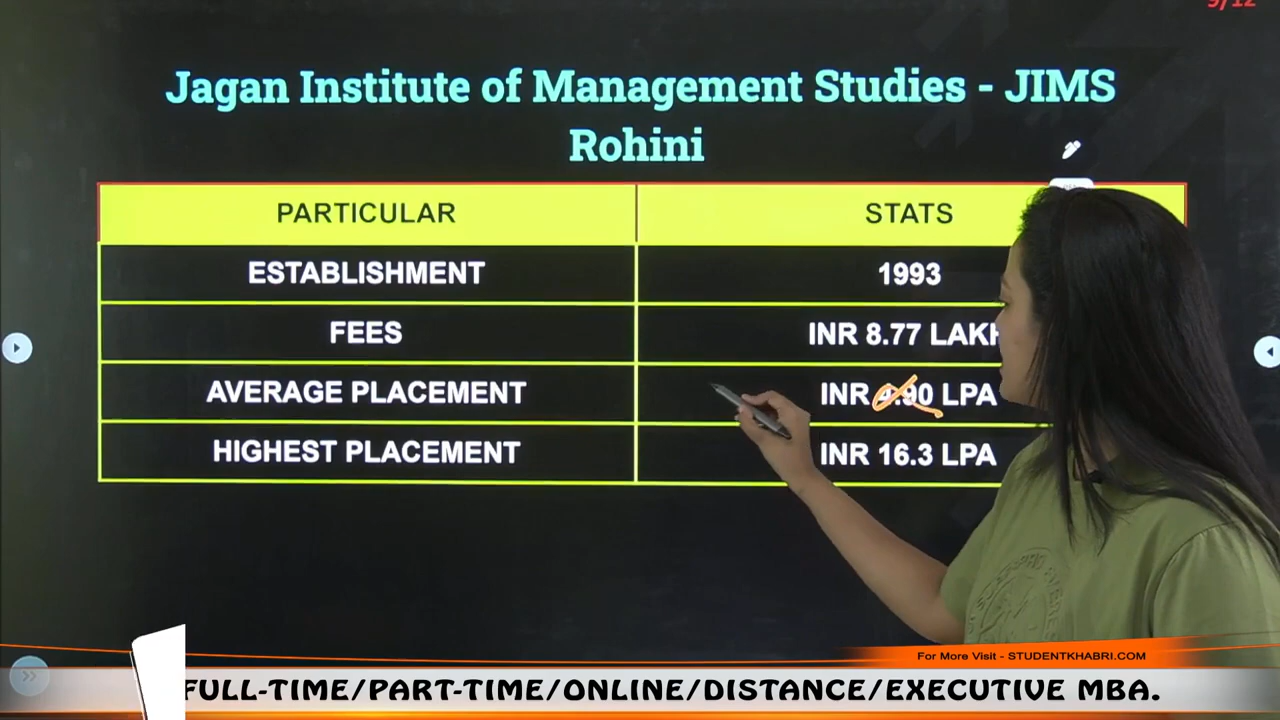 Jagan Institute of Management Studies - JIMS
Rohini
PARTICULAR STATS
ESTABLISHMENT 1993
FEES INR 8.77 LAKH
AVERAGE PLACEMENT INR LPA
HIGHEST PLACEMENT INR 16.3 LPA
For More Visit - STUDENTKHABRI.COM
FULL-TIME/PART-TIME/ONLINE/DISTANCE/EXECUTIVE MBA.